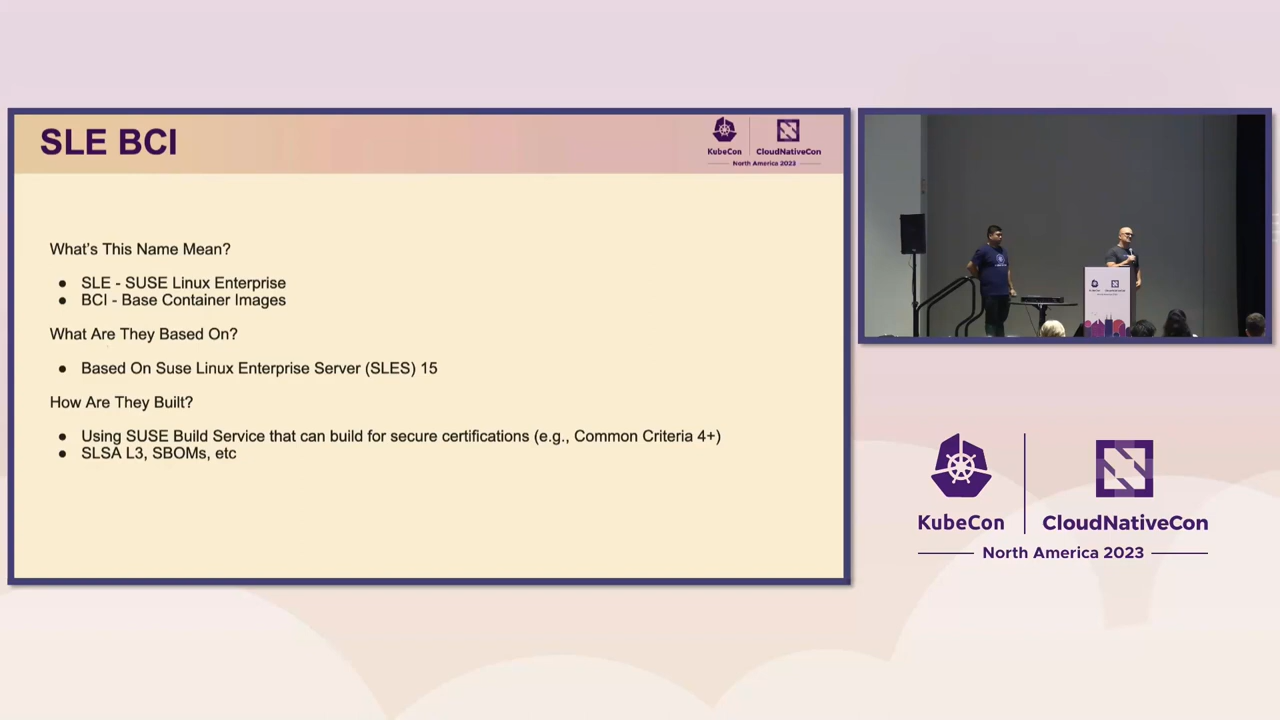 SLE BCI
KubeCon
CloudNativeCon
North America 2023
What's This Name Mean?
● SLE - SUSE Linux Enterprise
● BCI - Base Container Images
What Are They Based On?
● Based On Suse Linux Enterprise Server (SLES) 15
How Are They Built?
● Using SUSE Build Service that can build for secure certifications (e.g., Common Criteria 4+)
● SLSA L3, SBOMs, etc
KubeCon
CloudNativeCon
North America 2023